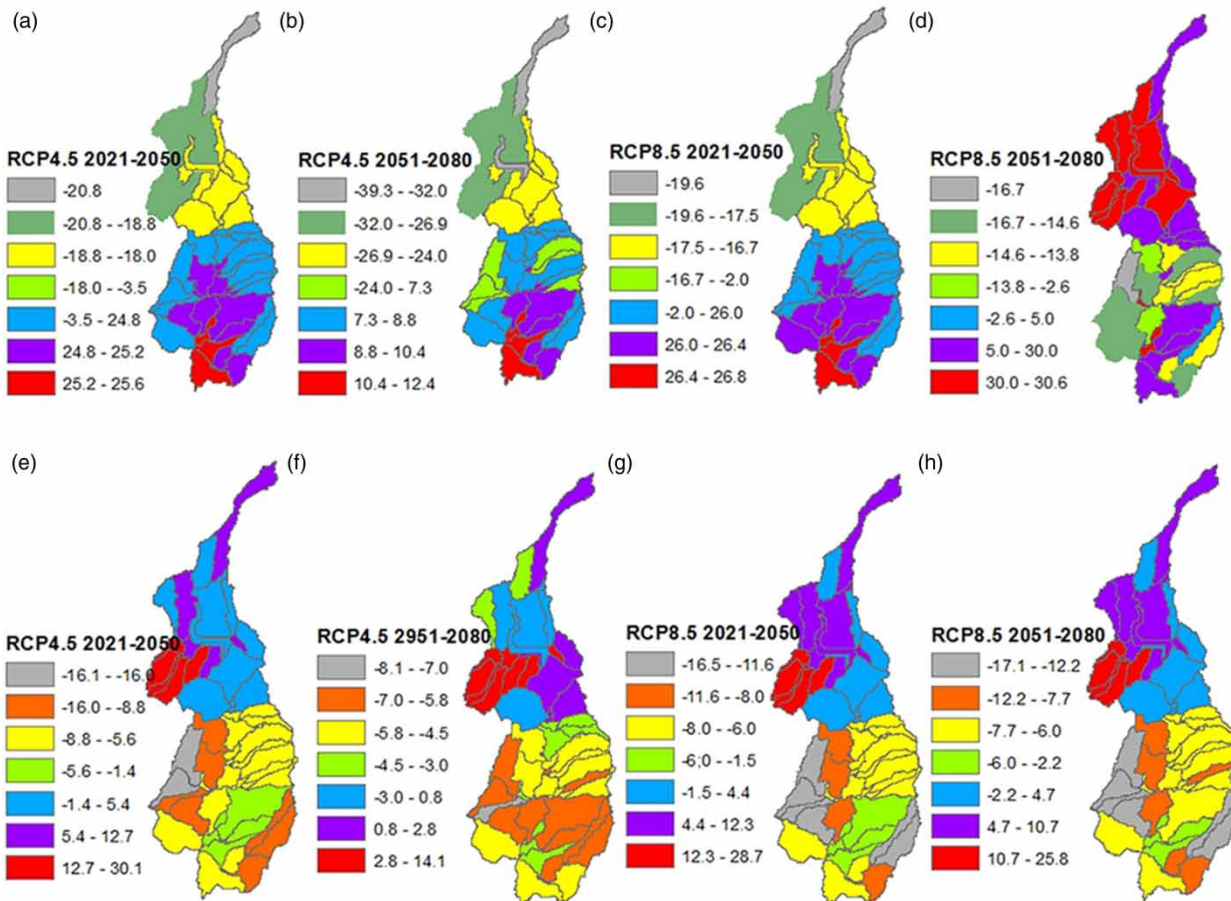 (a)
(b)
(c)
(d)
RCP4.5 2021-2050
-20.8
-20.8 - -18.8
-18.8 - -18.0
-18.0 - -3.5
-3.5 - 24.8
24.8 - 25.2
25.2 - 25.6
RCP4.5 2051-2080
-39.3 - -32.0
-32.0 - -26.9
-26.9 - -24.0
-24.0 - 7.3
7.3 - 8.8
8.8 - 10.4
10.4 - 12.4
RCP8.5 2021-2050
-19.6
-19.6 - -17.5
-17.5 - -16.7
-16.7 - -2.0
-2.0 - 26.0
26.0 - 26.4
26.4 - 26.8
RCP8.5 2051-2080
-16.7
-16.7 - -14.6
-14.6 - -13.8
-13.8 - -2.6
-2.6 - 5.0
5.0 - 30.0
30.0 - 30.6
(e)
(f)
(g)
(h)
RCP4.5 2021-2050
-16.1 - -16.0
-16.0 - -8.8
-8.8 - -5.6
-5.6 - -1.4
-1.4 - 5.4
5.4 - 12.7
12.7 - 30.1
RCP4.5 2951-2080
-8.1 - -7.0
-7.0 - -5.8
-5.8 - -4.5
-4.5 - -3.0
-3.0 - 0.8
0.8 - 2.8
2.8 - 14.1
RCP8.5 2021-2050
-16.5 - -11.6
-11.6 - -8.0
-8.0 - -6.0
-6;0 - -1.5
-1.5 - 4.4
4.4 - 12.3
12.3 - 28.7
RCP8.5 2051-2080
-17.1 - -12.2
-12.2 - -7.7
-7.7 - -6.0
-6.0 - -2.2
-2.2 - 4.7
4.7 - 10.7
10.7 - 25.8